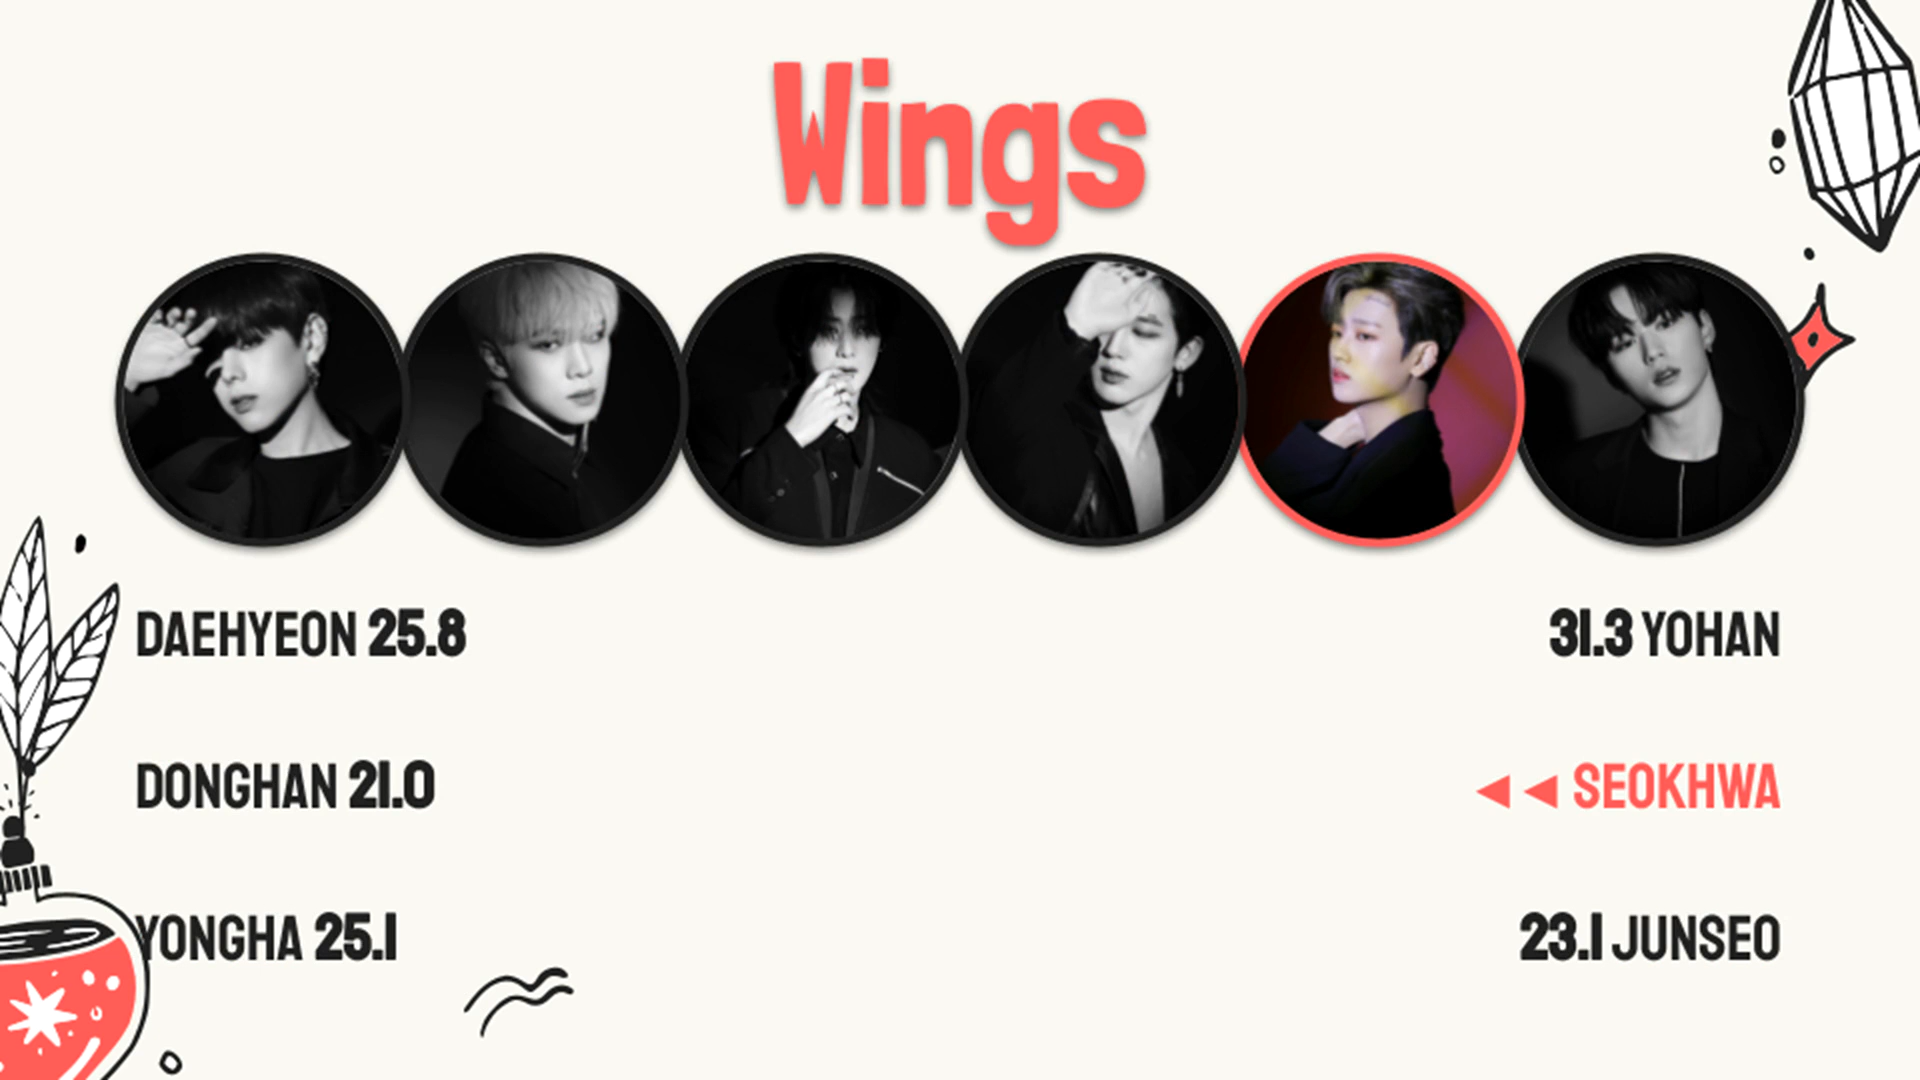 Wings
DAEHYEON 25.8
31.3 YOHAN
DONGHAN 21.0
◄◄ SEOKHWA
YONGHA 25.1
23.1 JUNSEO